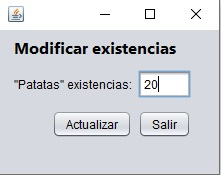 Modificar existencias
"Patatas" existencias: 20
Actualizar Salir